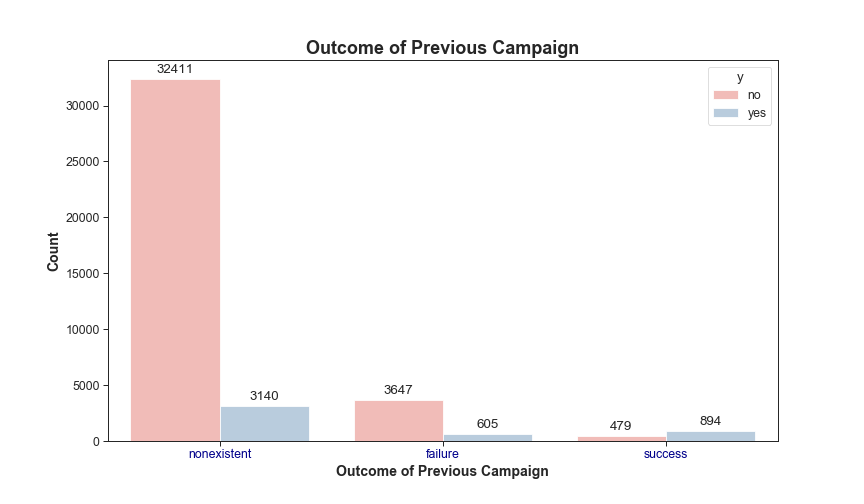 Outcome of Previous Campaign
32411
y
no
yes
30000
25000
20000
15000
10000
5000
0
Count
3140
3647
605
479
894
nonexistent
failure
success
Outcome of Previous Campaign